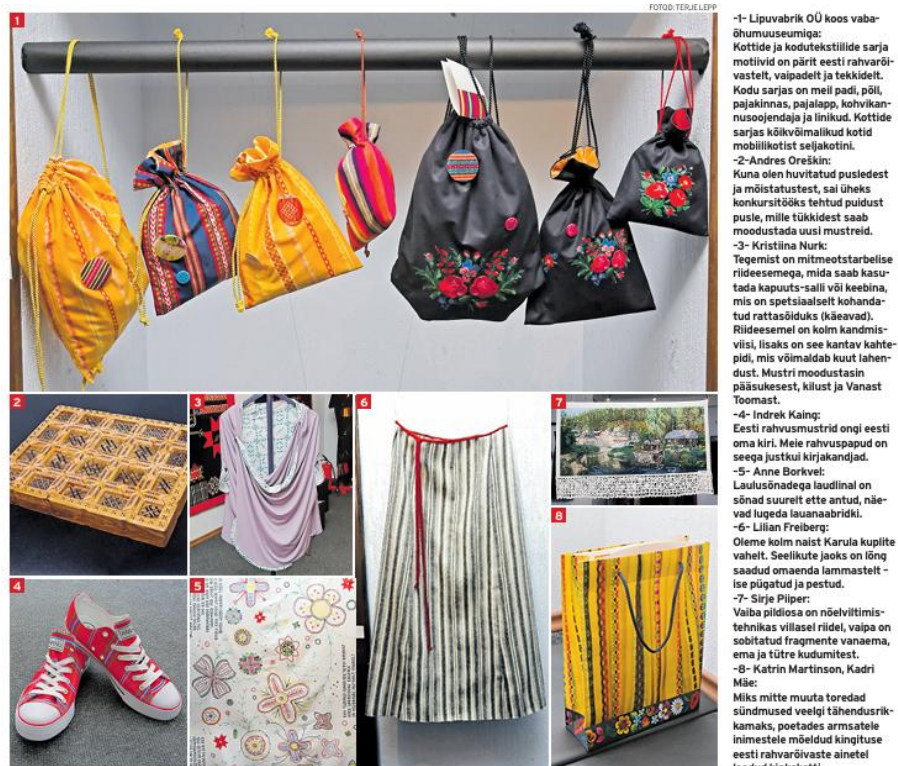 FOTOD: TERJE LEPP
-1- Lipuvabrik OÜ koos vaba-
õhumuuseumiga:
Kottide ja kodutekstiilide sarja
motiivid on pärit eesti rahvarõi-
vastelt, vaipadelt ja tekkidelt.
Kodu sarjas on meil padi, põll,
pajakinnas, pajalapp, kohvikan-
nusoojendaja ja linikud. Kottide
sarjas kõikvõimalikud kotid
mobiilikotist seljakotini.
-2-Andres Oreškin:
Kuna olen huvitatud pusledest
ja mõistatustest, sai üheks
konkursitööks tehtud puidust
pusle, mille tükkidest saab
moodustada uusi mustreid.
-3- Kristiina Nurk:
Tegemist on mitmeotstarbelise
riideesemega, mida saab kasu-
tada kapuuts-salli või keebina,
mis on spetsiaalselt kohanda-
tud rattasõiduks (käeavad).
Riideesemel on kolm kandmis-
viisi, lisaks on see kantav kahte-
pidi, mis võimaldab kuut lahen-
dust. Mustri moodustasin
pääsukesest, kilust ja Vanast
Toomast.
-4- Indrek Kaing:
Eesti rahvusmustrid ongi eesti
oma kiri. Meie rahvuspapud on
seega justkui kirjakandjad.
-5- Anne Borkvel:
Laulusõnadega laudlinal on
sõnad suurelt ette antud, näe-
vad lugeda lauanaabridki.
-6- Lilian Freiberg:
Oleme kolm naist Karula kuplite
vahelt. Seelikute jaoks on lõng
saadud omaenda lammastelt –
ise pügatud ja pestud.
-7- Sirje Piiper:
Vaiba pildiosa on nõelviltimis-
tehnikas villasel riidel, vaipa on
sobitatud fragmente vanaema,
ema ja tütre kudumitest.
-8- Katrin Martinson, Kadri
Mäe:
Miks mitte muuta toredad
sündmused veelgi tähendusrik-
kamaks, poetades armsatele
inimestele mõeldud kingituse
eesti rahvarõivaste ainetel
1
2
3
6
7
8
4
5